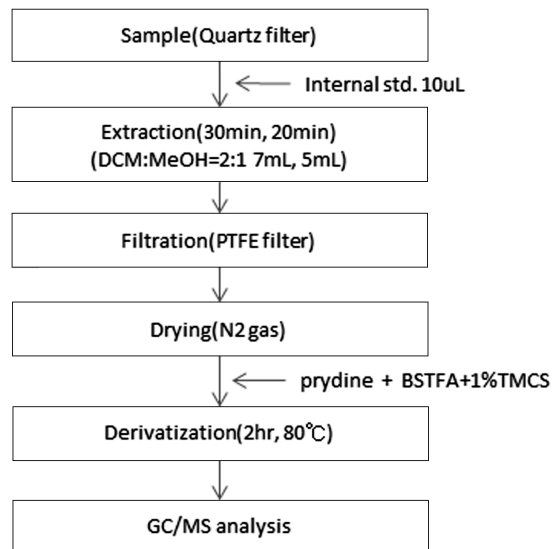 Sample(Quartz filter)
Internal std. 10uL
Extraction(30min, 20min)
(DCM:MeOH=2:1 7mL, 5mL)
Filtration(PTFE filter)
Drying(N2 gas)
prydine + BSTFA+1%TMCS
Derivatization(2hr, 80℃)
GC/MS analysis